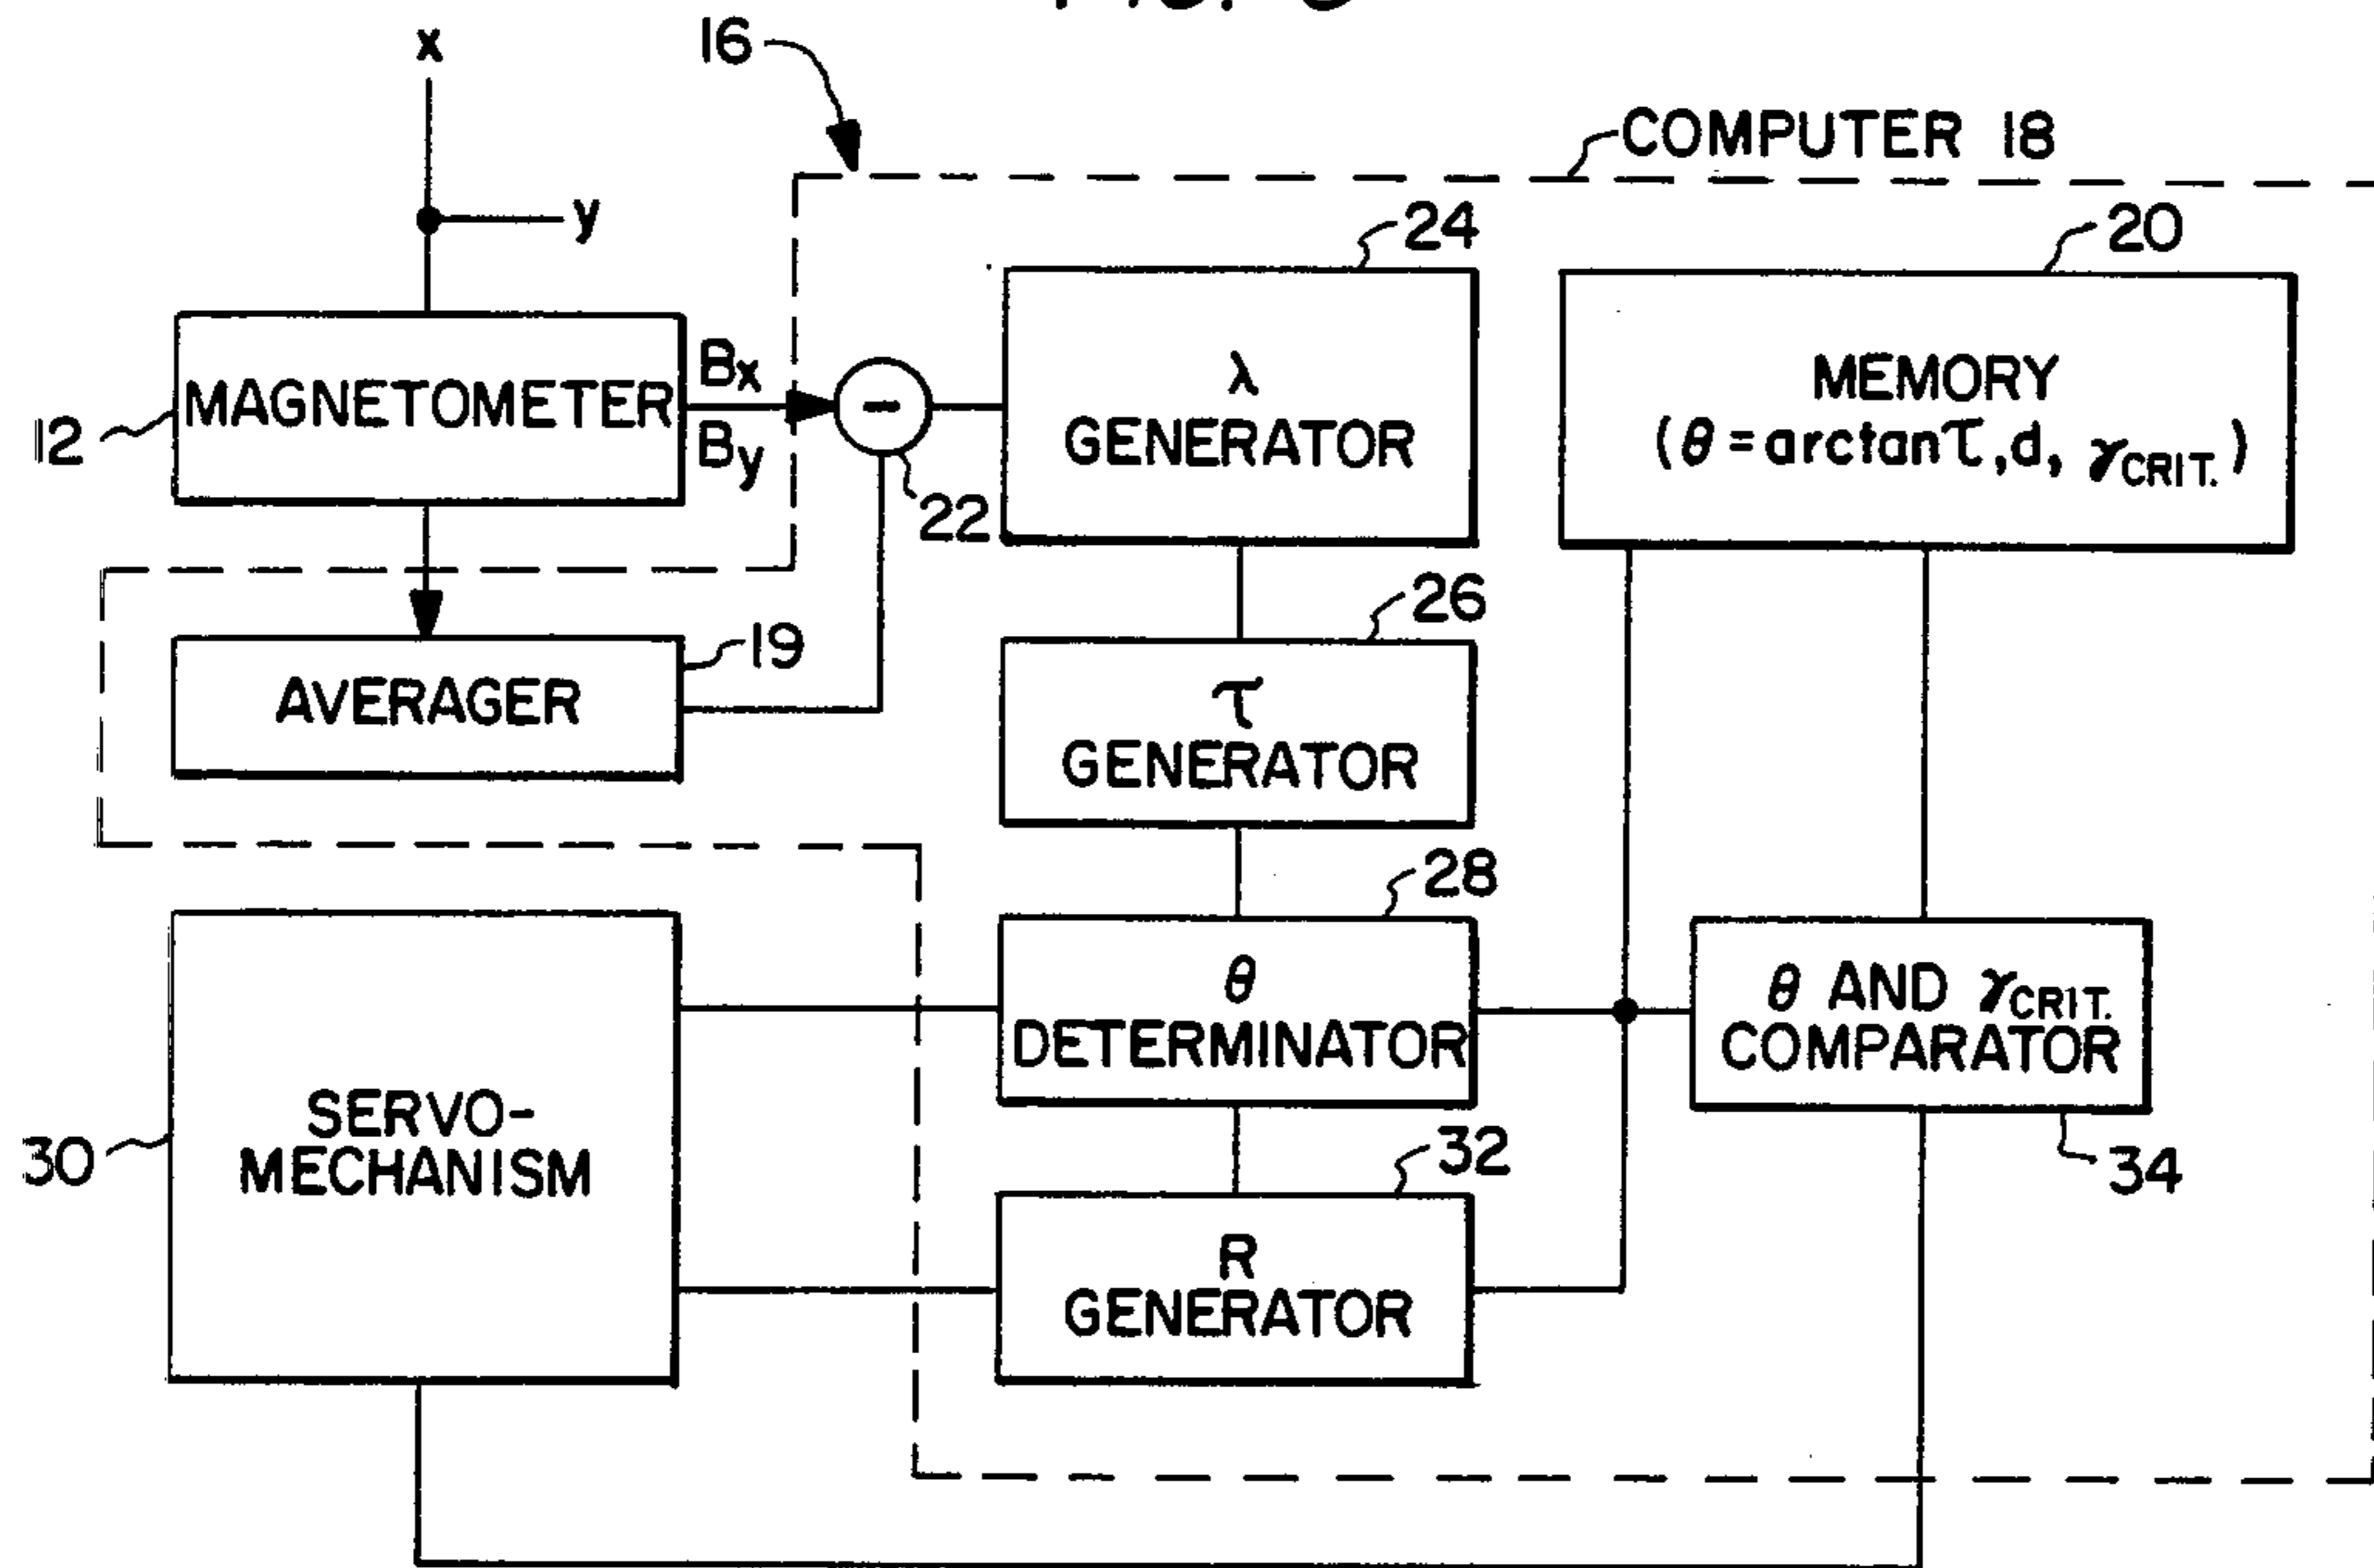 x
16
COMPUTER 18
y
24
20
MAGNETOMETER
Bx
By
12
−
22
λ
GENERATOR
MEMORY
(θ = arctanτ, d, γCRIT.)
26
19
AVERAGER
τ
GENERATOR
28
θ
DETERMINATOR
θ AND γCRIT.
COMPARATOR
34
SERVO-
MECHANISM
30
32
R
GENERATOR